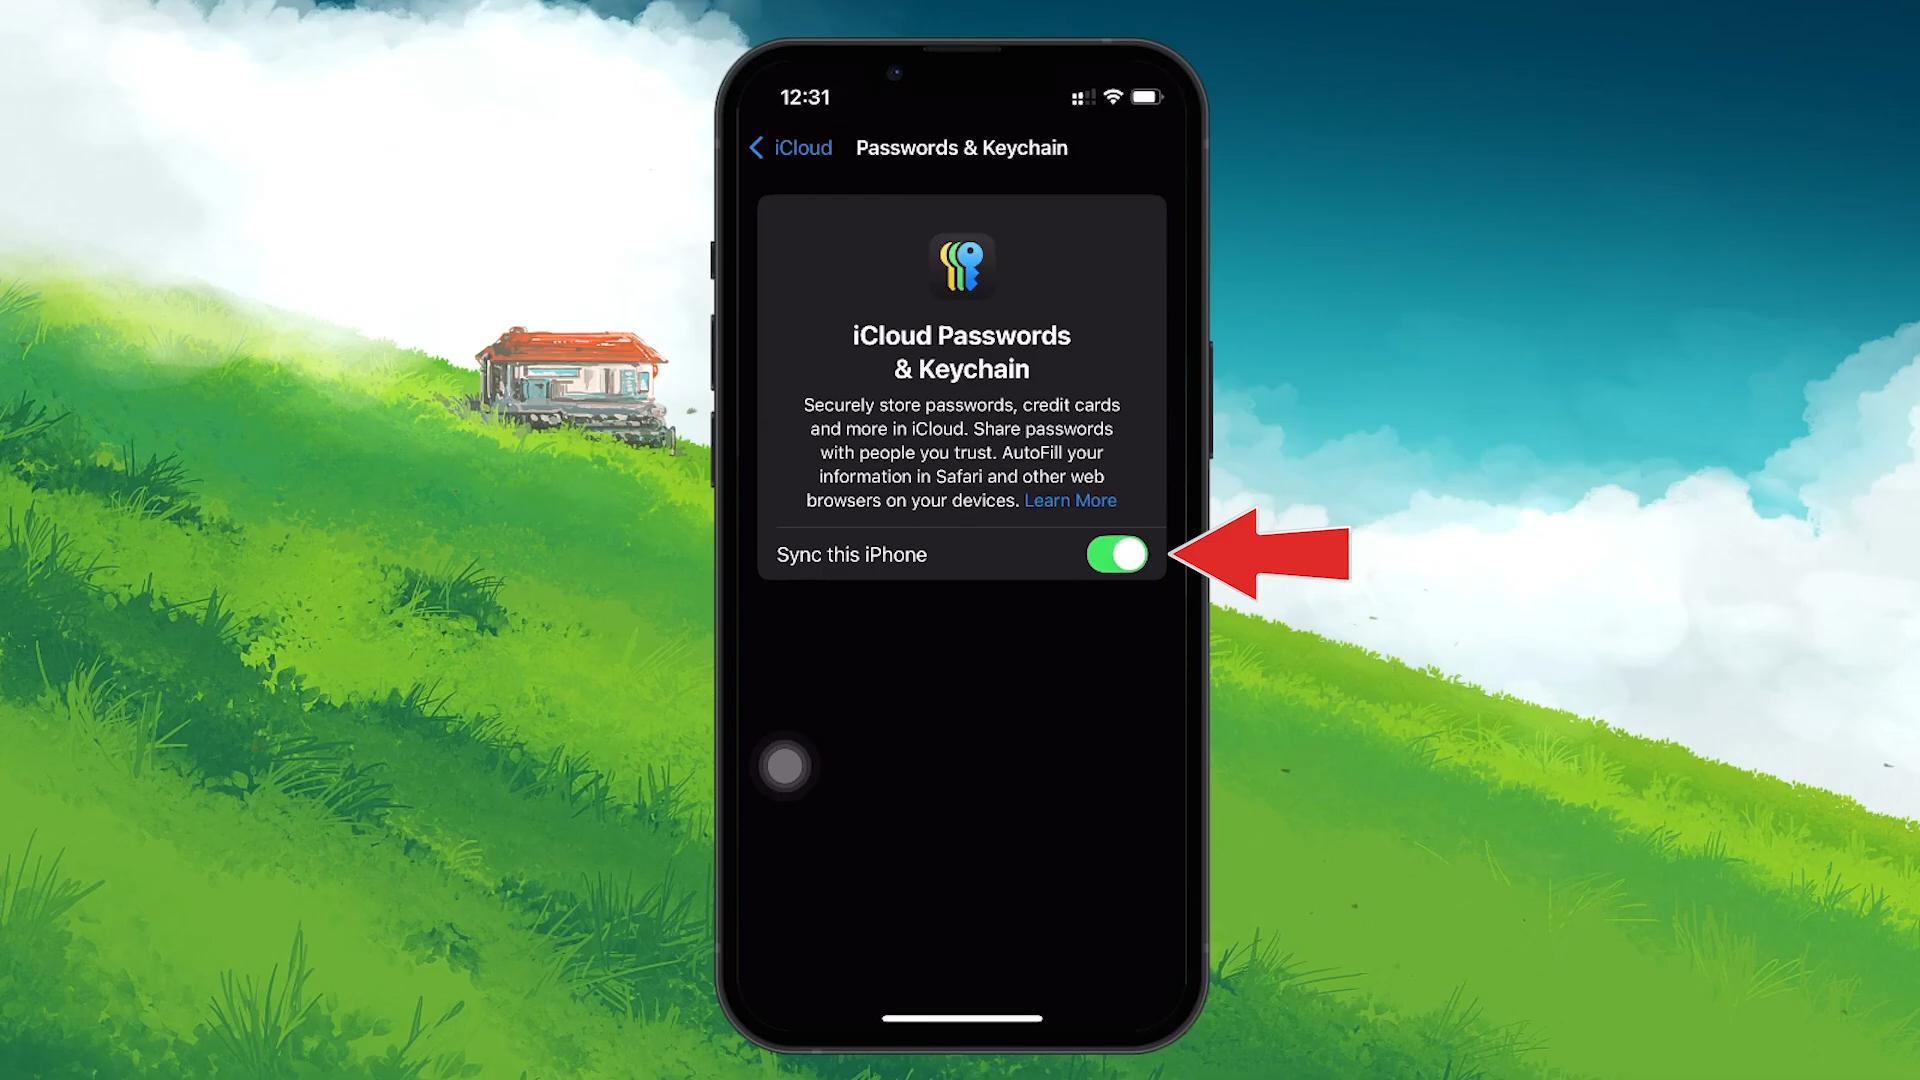 12:31
iCloud Passwords & Keychain
iCloud Passwords
& Keychain
Securely store passwords, credit cards
and more in iCloud. Share passwords
with people you trust. AutoFill your
information in Safari and other web
browsers on your devices. Learn More
Sync this iPhone